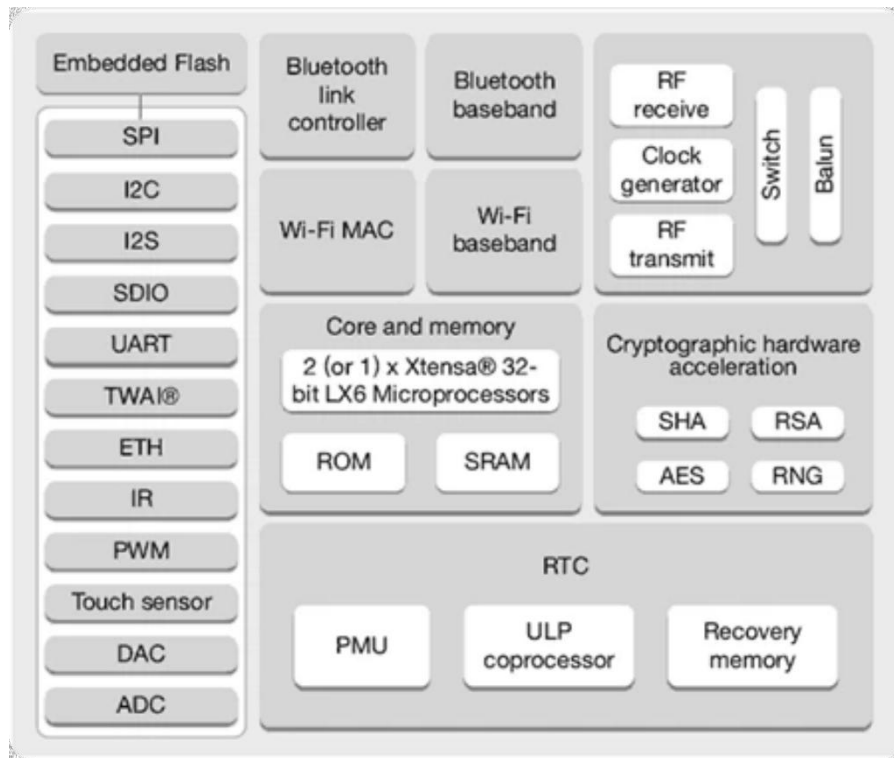 Embedded Flash
SPI
I2C
I2S
SDIO
UART
TWAI®
ETH
IR
PWM
Touch sensor
DAC
ADC
Bluetooth
link
controller
Bluetooth
baseband
Wi-Fi MAC
Wi-Fi
baseband
RF
receive
Clock
generator
RF
transmit
Switch
Balun
Core and memory
2 (or 1) x Xtensa® 32-
bit LX6 Microprocessors
ROM
SRAM
Cryptographic hardware
acceleration
SHA
RSA
AES
RNG
RTC
PMU
ULP
coprocessor
Recovery
memory